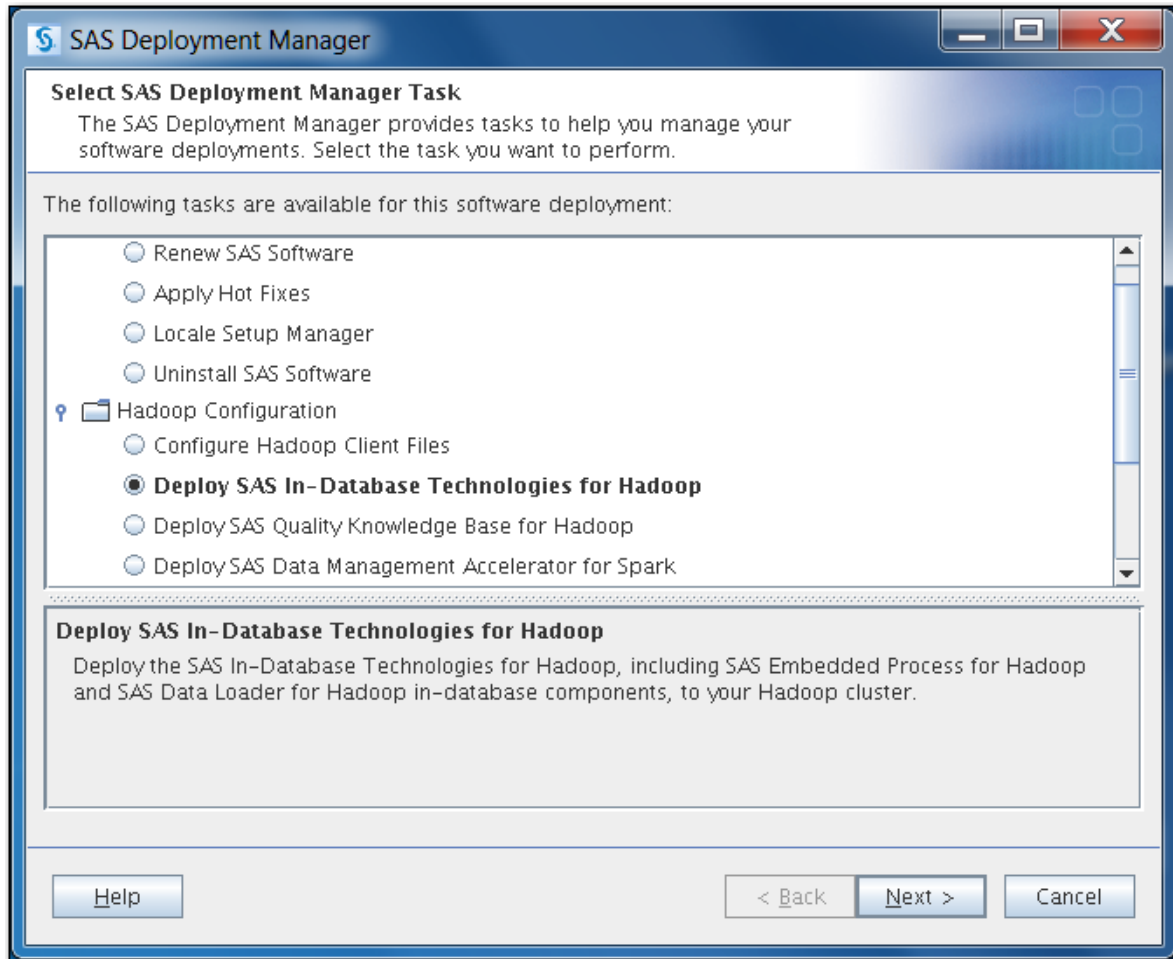 SAS Deployment Manager
Select SAS Deployment Manager Task
The SAS Deployment Manager provides tasks to help you manage your
software deployments. Select the task you want to perform.
The following tasks are available for this software deployment:
Renew SAS Software
Apply Hot Fixes
Locale Setup Manager
Uninstall SAS Software
Hadoop Configuration
Configure Hadoop Client Files
Deploy SAS In-Database Technologies for Hadoop
Deploy SAS Quality Knowledge Base for Hadoop
Deploy SAS Data Management Accelerator for Spark
Deploy SAS In-Database Technologies for Hadoop
Deploy the SAS In-Database Technologies for Hadoop, including SAS Embedded Process for Hadoop
and SAS Data Loader for Hadoop in-database components, to your Hadoop cluster.
Help < Back Next > Cancel